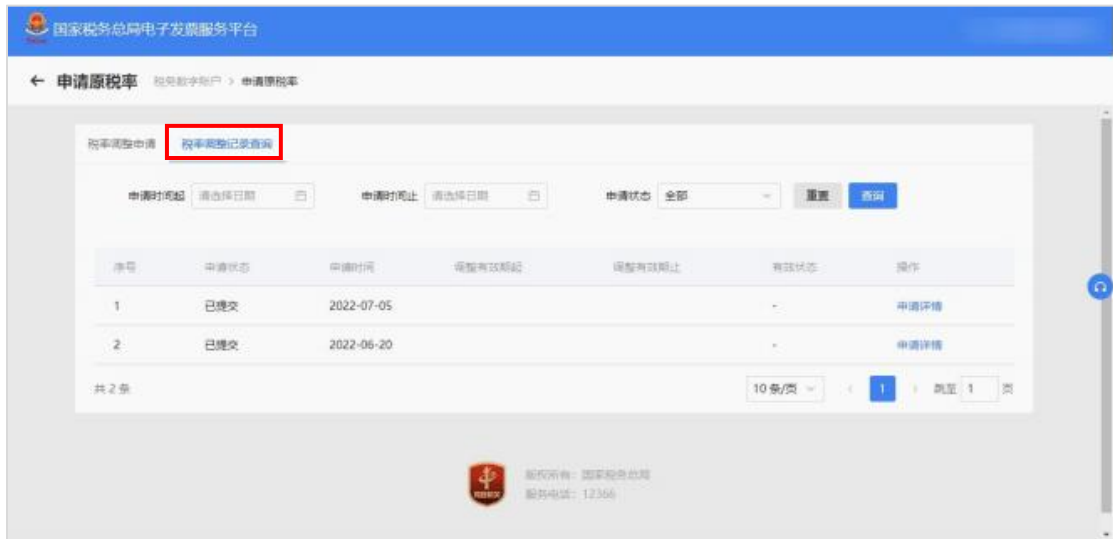 国家税务总局电子发票服务平台
← 申请原税率 税务数字账户 > 申请原税率
税率调整申请 税率调整记录查询
申请时间起 请选择日期 申请时间止 请选择日期 申请状态 全部 重置 查询
序号 申请状态 申请时间 调整有效期起 调整有效期止 有效状态 操作
1 已提交 2022-07-05 - 申请详情
2 已提交 2022-06-20 - 申请详情
共 2 条 10 条/页 < 1 > 跳至 1 页
版权所有：国家税务总局
服务电话：12366